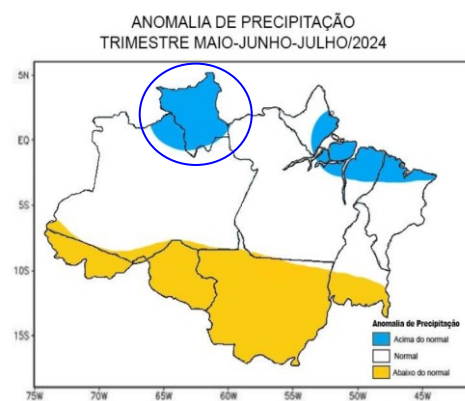 ANOMALIA DE PRECIPITAÇÃO
TRIMESTRE MAIO-JUNHO-JULHO/2024
5N
EQ
5S
10S
15S
75W 70W 65W 60W 55W 50W 45W
Anomalia de Precipitação
Acima do normal
Normal
Abaixo do normal